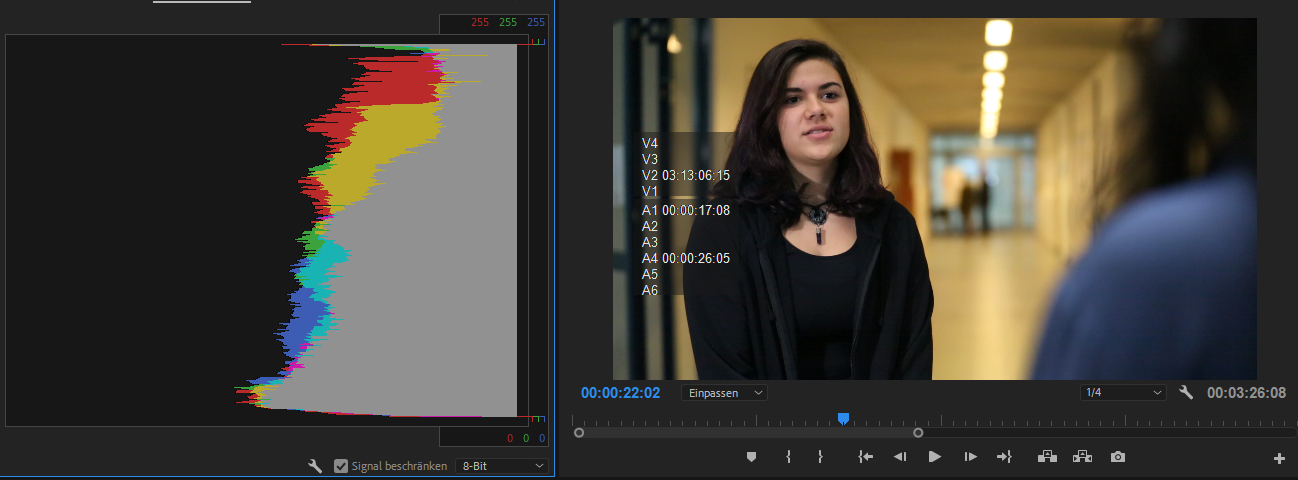 255 255 255
V4
V3
V2 03:13:06:15
V1
A1 00:00:17:08
A2
A3
A4 00:00:26:05
A5
A6
00:00:22:02 Einpassen 1/4 00:03:26:08
0 0 0
Signal beschränken 8-Bit